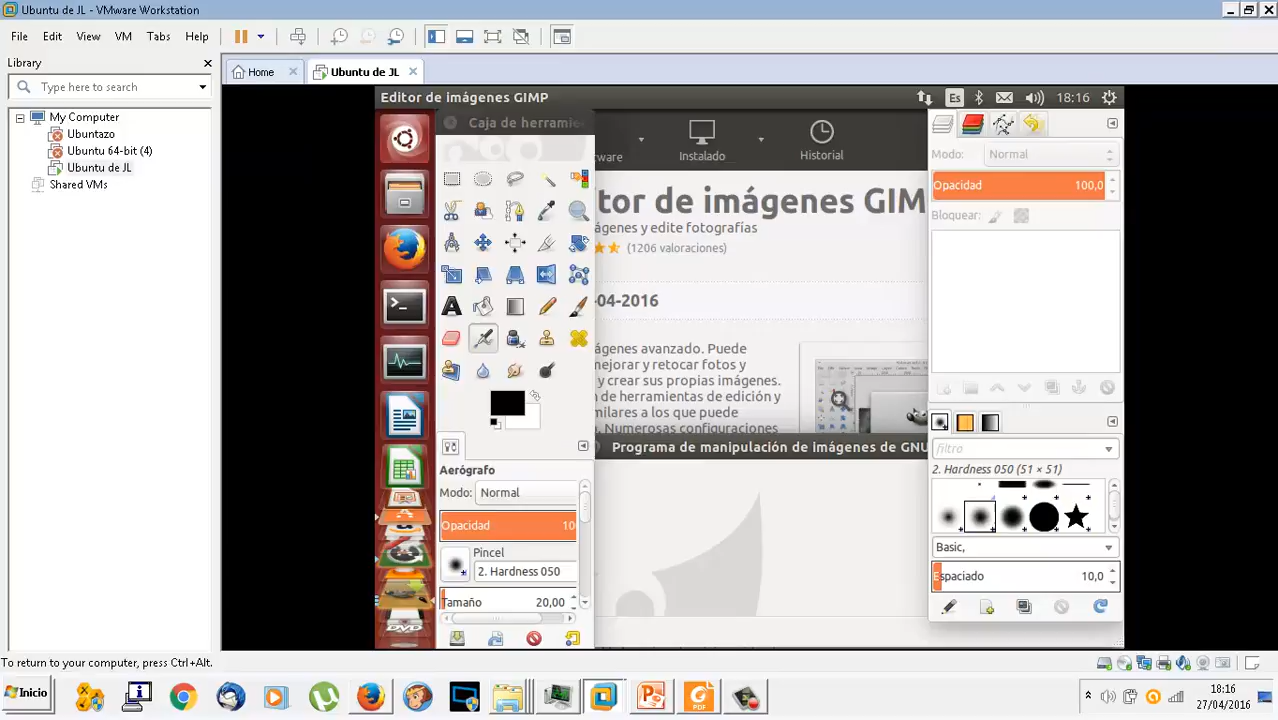 Ubuntu de JL - VMware Workstation
File Edit View VM Tabs Help
Library
Type here to search
My Computer
Ubuntazo
Ubuntu 64-bit (4)
Ubuntu de JL
Shared VMs
Home
Ubuntu de JL
Editor de imágenes GIMP
Es
18:16
Caja de herramie
ware
Instalado
Historial
tor de imágenes GIM
ágenes y edite fotografías
(1206 valoraciones)
-04-2016
ágenes avanzado. Puede
mejorar y retocar fotos y
y crear sus propias imágenes.
n de herramientas de edición y
milares a los que puede
. Numerosas configuraciones
Programa de manipulación de imágenes de GNU
Aerógrafo
Modo: Normal
Opacidad 10
Pincel
2. Hardness 050
Tamaño 20,00
Modo: Normal
Opacidad 100,0
Bloquear:
filtro
2. Hardness 050 (51 × 51)
Basic,
Espaciado 10,0
DVD
To return to your computer, press Ctrl+Alt.
Inicio
PDF
18:16
27/04/2016